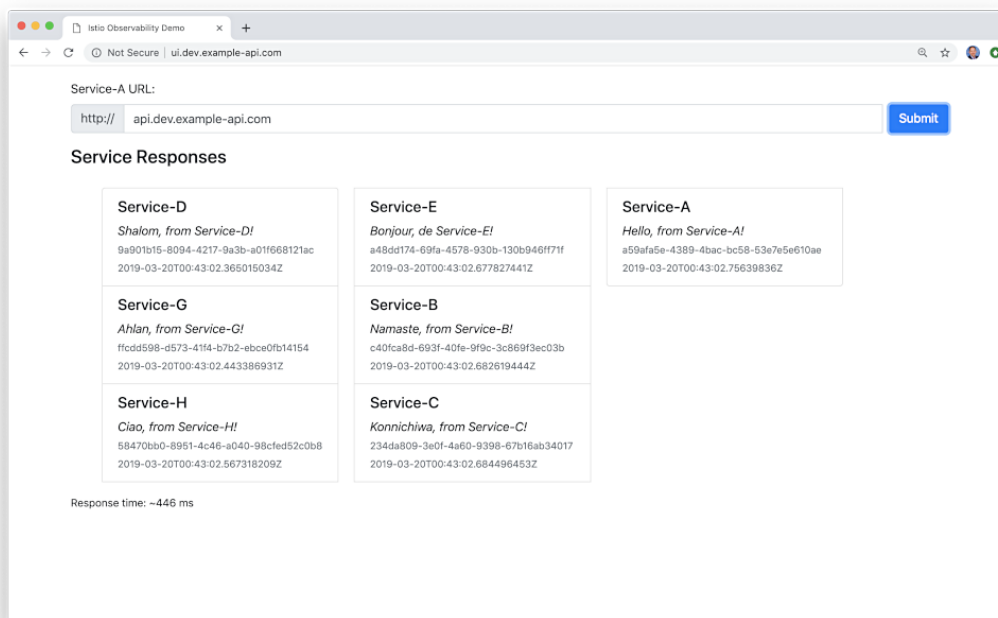 Istio Observability Demo
Not Secure | ui.dev.example-api.com
Service-A URL:
http:// api.dev.example-api.com Submit
Service Responses
Service-D
Shalom, from Service-D!
9a901b15-8094-4217-9a3b-a01f668121ac
2019-03-20T00:43:02.365015034Z
Service-G
Ahlan, from Service-G!
ffcdd598-d573-41f4-b7b2-ebce0fb14154
2019-03-20T00:43:02.443386931Z
Service-H
Ciao, from Service-H!
58470bb0-8951-4c46-a040-98cfed52c0b8
2019-03-20T00:43:02.567318209Z
Service-E
Bonjour, de Service-E!
a48dd174-69fa-4578-930b-130b946ff71f
2019-03-20T00:43:02.677827441Z
Service-B
Namaste, from Service-B!
c40fca8d-693f-40fe-9f9c-3c869f3ec03b
2019-03-20T00:43:02.682619444Z
Service-C
Konnichiwa, from Service-C!
234da809-3e0f-4a60-9398-67b16ab34017
2019-03-20T00:43:02.684496453Z
Service-A
Hello, from Service-A!
a59afa5e-4389-4bac-bc58-53e7e5e610ae
2019-03-20T00:43:02.75639836Z
Response time: ~446 ms